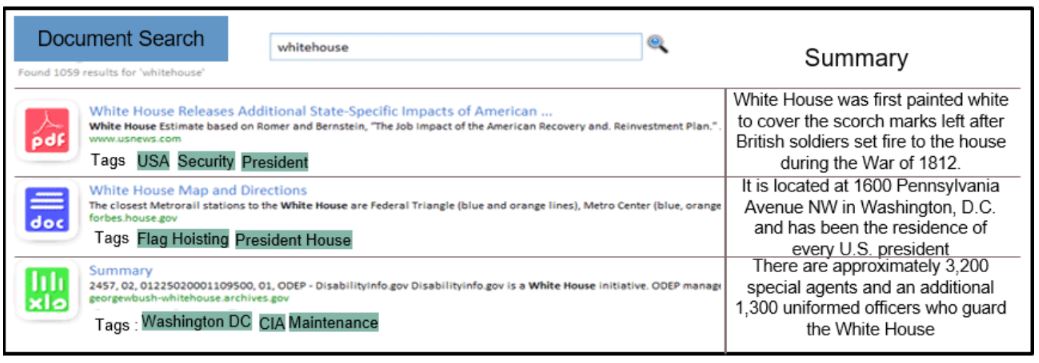 Document Search
whitehouse
Summary
Found 1059 results for 'whitehouse'
pdf
White House Releases Additional State-Specific Impacts of American ...
White House Estimate based on Romer and Bernstein, "The Job Impact of the American Recovery and. Reinvestment Plan.".
www.usnews.com
Tags USA Security President
White House was first painted white
to cover the scorch marks left after
British soldiers set fire to the house
during the War of 1812.
doc
White House Map and Directions
The closest Metrorail stations to the White House are Federal Triangle (blue and orange lines), Metro Center (blue, orange
forbes.house.gov
Tags Flag Hoisting President House
It is located at 1600 Pennsylvania
Avenue NW in Washington, D.C.
and has been the residence of
every U.S. president
xlo
Summary
2457, 02, 01225020001109500, 01, ODEP - DisabilityInfo.gov Disabilityinfo.gov is a White House initiative. ODEP manage
georgewbush-whitehouse.archives.gov
Tags : Washington DC CIA Maintenance
There are approximately 3,200
special agents and an additional
1,300 uniformed officers who guard
the White House